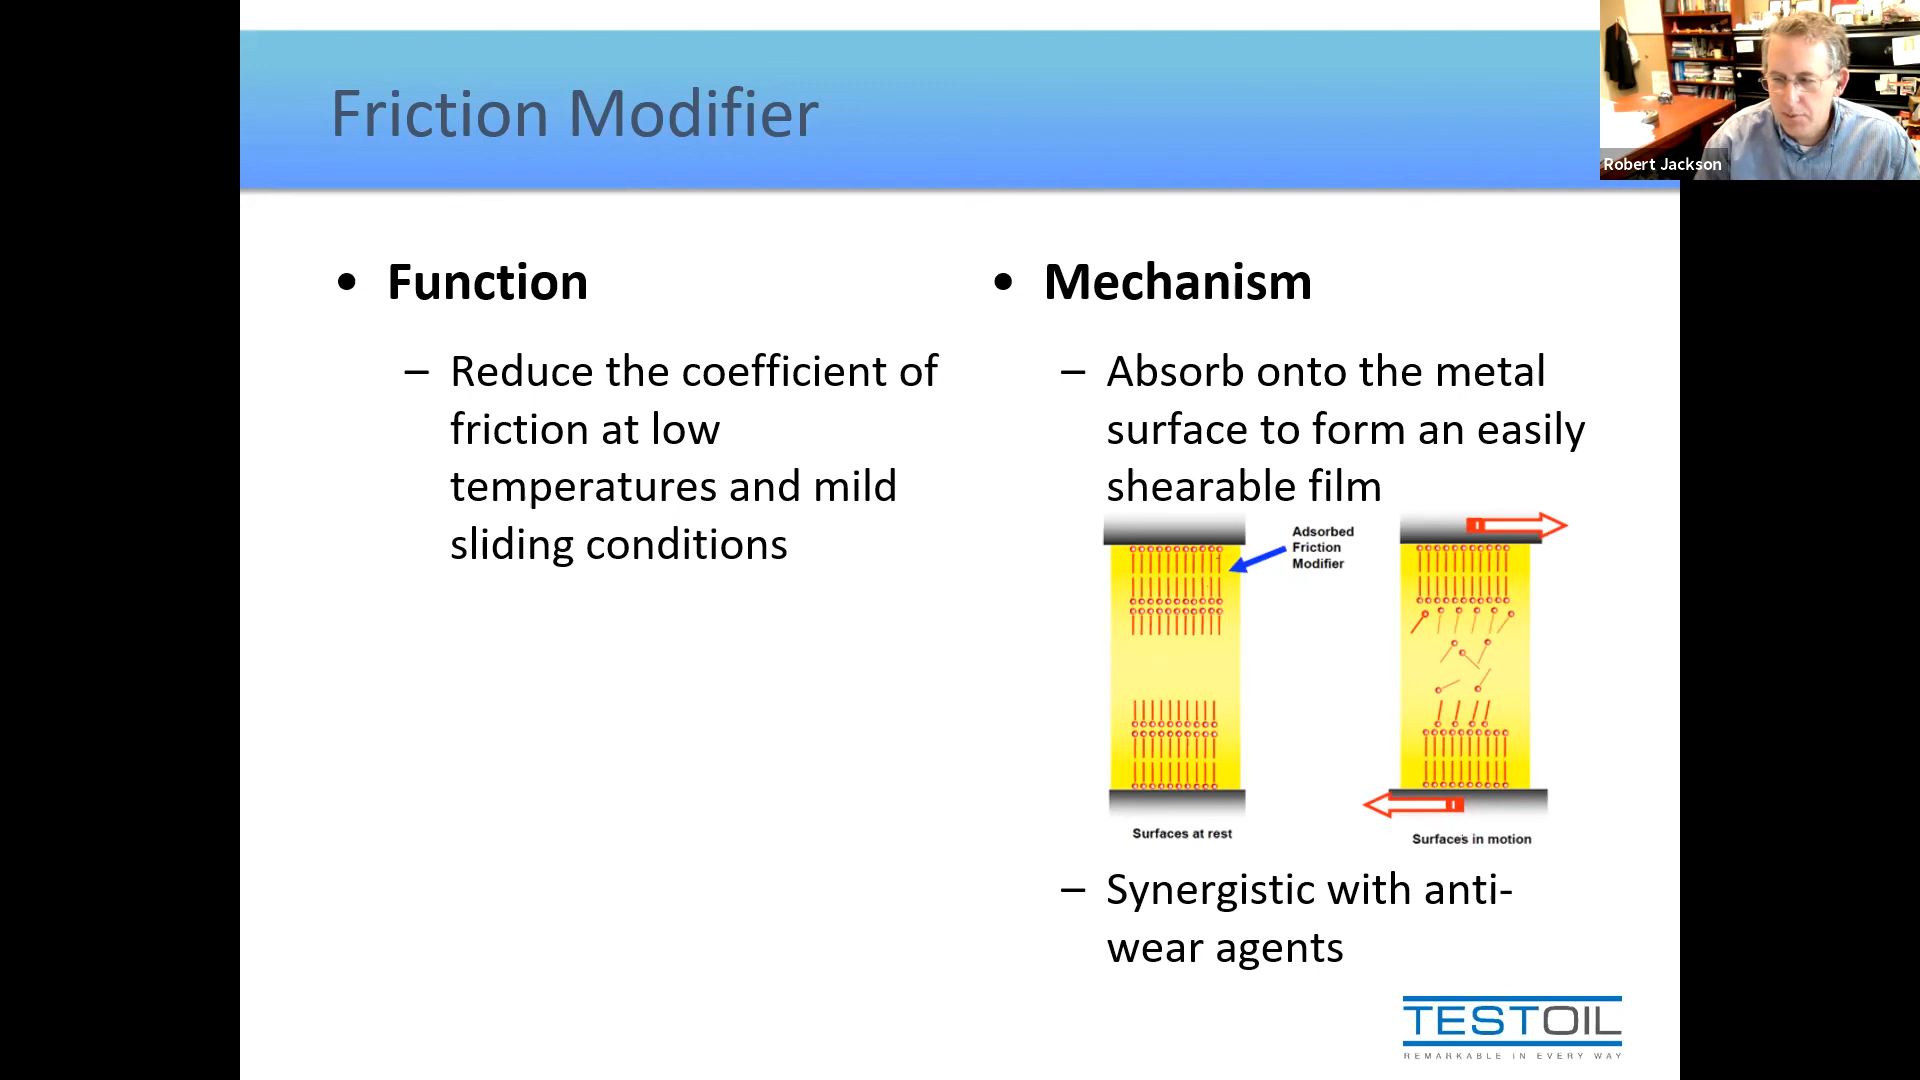 Friction Modifier
Robert Jackson
• Function
– Reduce the coefficient of
friction at low
temperatures and mild
sliding conditions
• Mechanism
– Absorb onto the metal
surface to form an easily
shearable film
Adsorbed
Friction
Modifier
Surfaces at rest
Surfaces in motion
– Synergistic with anti-
wear agents
TESTOIL
REMARKABLE IN EVERY WAY